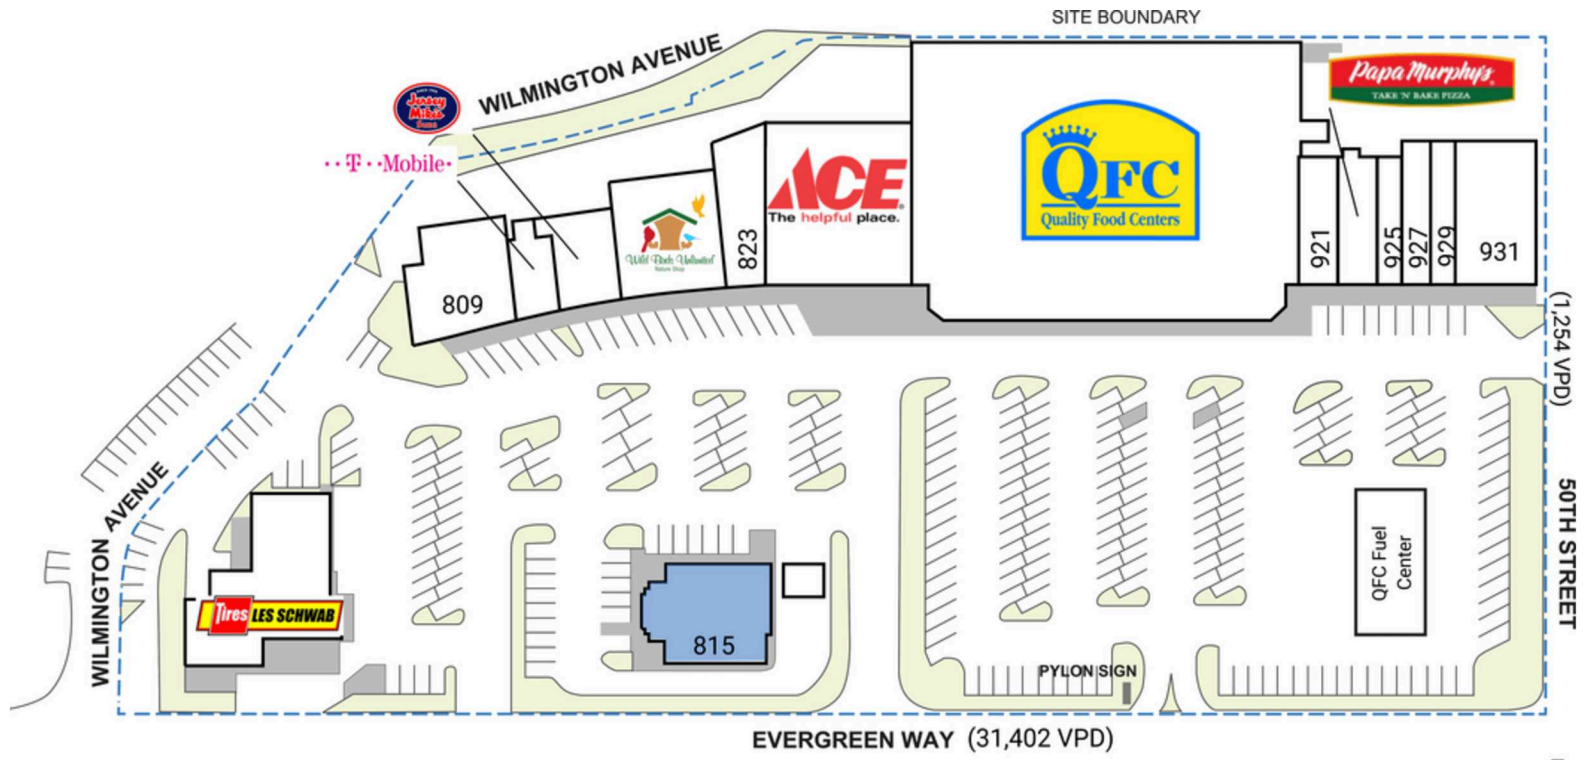 SITE BOUNDARY
WILMINGTON AVENUE
Papa Murphy's
TAKE 'N' BAKE PIZZA
Jersey
Mike's
Subs
T Mobile
ACE
The helpful place.
QFC
Quality Food Centers
Wild Birds Unlimited
Nature Shop
809
823
921
925
927
929
931
(1,254 VPD)
50TH STREET
WILMINGTON AVENUE
Tires LES SCHWAB
815
QFC Fuel
Center
PYLON SIGN
EVERGREEN WAY (31,402 VPD)